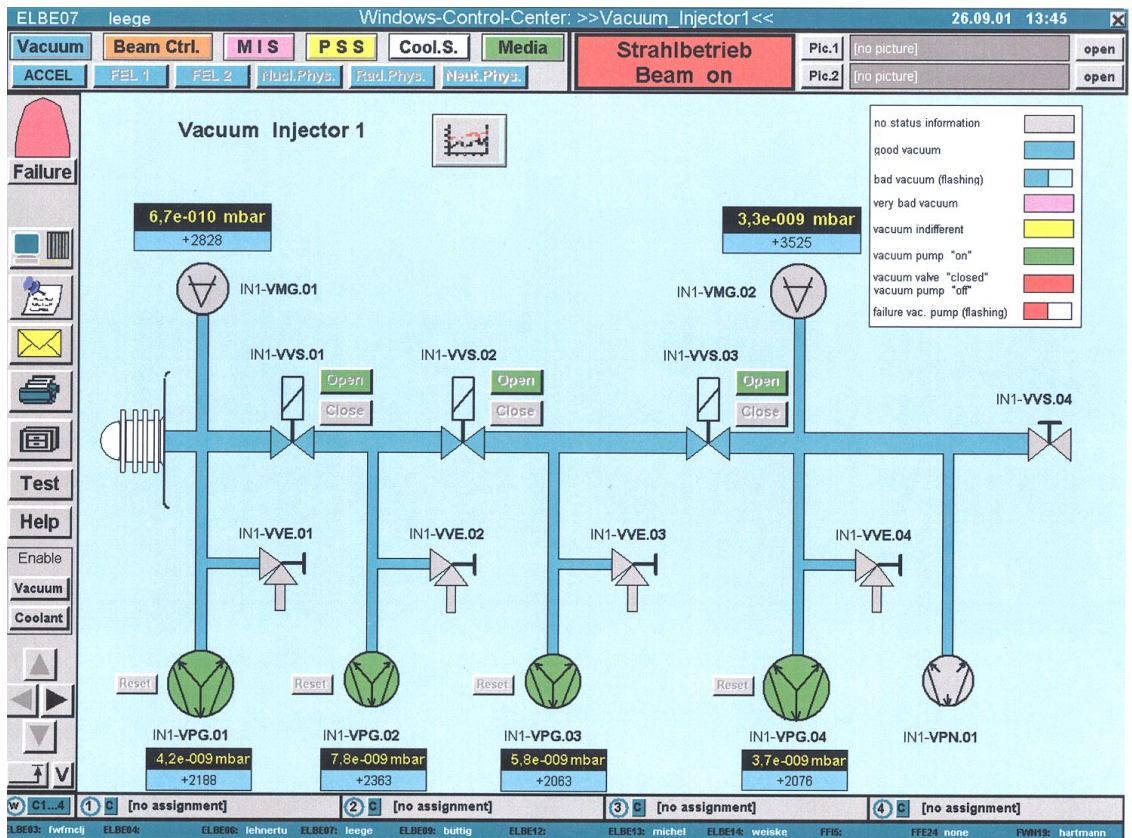 ELBE07 leege Windows-Control-Center: >>Vacuum_Injector1<< 26.09.01 13:45
Vacuum Beam Ctrl. M I S P S S Cool.S. Media Strahlbetrieb Pic.1 [no picture] open
ACCEL FEL 1 FEL 2 Nucl.Phys. Rad.Phys. Neut.Phys. Beam on Pic.2 [no picture] open
Failure
Test
Help
Enable
Vacuum
Coolant
V
Vacuum Injector 1
no status information
good vacuum
bad vacuum (flashing)
very bad vacuum
vacuum indifferent
vacuum pump "on"
vacuum valve "closed"
vacuum pump "off"
failure vac. pump (flashing)
6,7e-010 mbar
+2828
IN1-VMG.01
3,3e-009 mbar
+3525
IN1-VMG.02
IN1-VVS.01
Open
Close
IN1-VVS.02
Open
Close
IN1-VVS.03
Open
Close
IN1-VVS.04
IN1-VVE.01
IN1-VVE.02
IN1-VVE.03
IN1-VVE.04
Reset
IN1-VPG.01
4,2e-009 mbar
+2188
Reset
IN1-VPG.02
7,8e-009 mbar
+2363
Reset
IN1-VPG.03
5,8e-009 mbar
+2063
Reset
IN1-VPG.04
3,7e-009 mbar
+2076
IN1-VPN.01
W C1...4 1 C [no assignment] 2 C [no assignment] 3 C [no assignment] 4 C [no assignment]
ELBE03: fwfmclj ELBE04: ELBE06: lehnertu ELBE07: leege ELBE09: büttig ELBE12: ELBE13: michel ELBE14: weiske FFI5: FFE24 none FWN19: hartmann